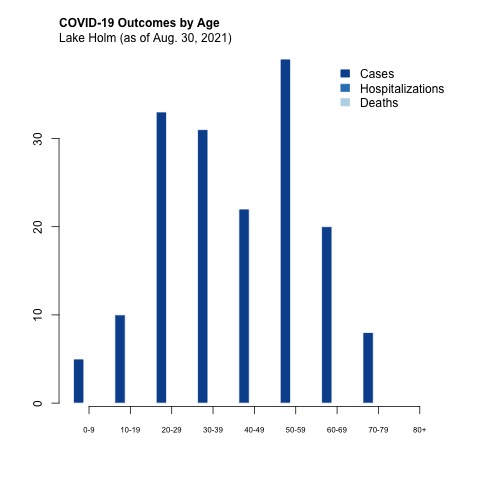 COVID-19 Outcomes by Age
Lake Holm (as of Aug. 30, 2021)
Cases
Hospitalizations
Deaths
30
20
10
0
0-9 10-19 20-29 30-39 40-49 50-59 60-69 70-79 80+